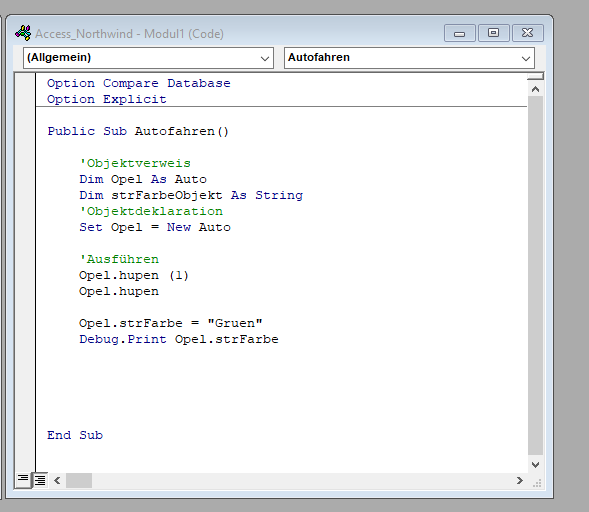 Access_Northwind - Modul1 (Code)
(Allgemein) Autofahren
Option Compare Database
Option Explicit
Public Sub Autofahren()
'Objektverweis
Dim Opel As Auto
Dim strFarbeObjekt As String
'Objektdeklaration
Set Opel = New Auto
'Ausführen
Opel.hupen (1)
Opel.hupen
Opel.strFarbe = "Gruen"
Debug.Print Opel.strFarbe
End Sub